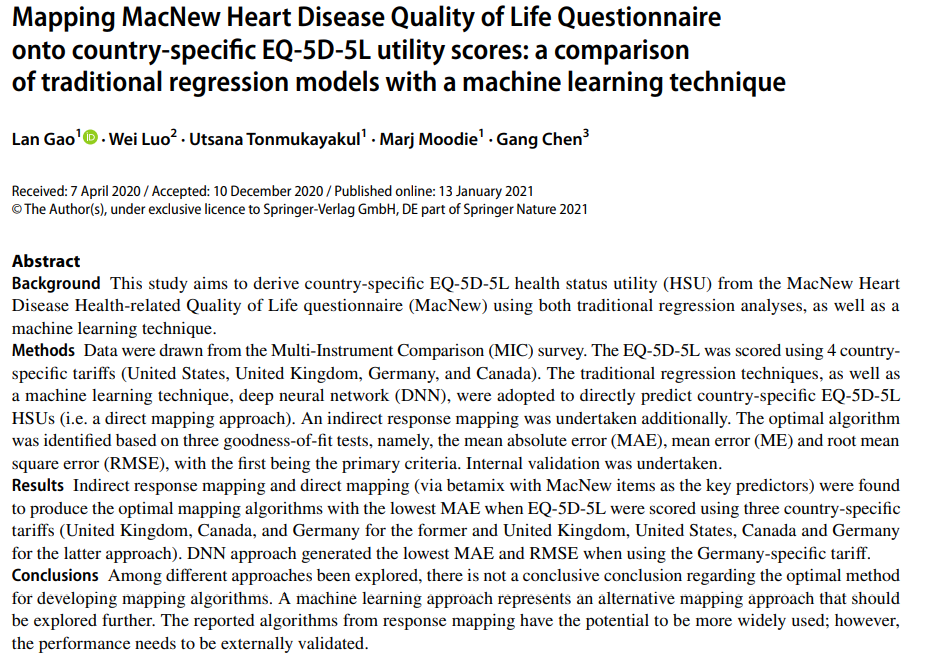 Mapping MacNew Heart Disease Quality of Life Questionnaire
onto country-specific EQ-5D-5L utility scores: a comparison
of traditional regression models with a machine learning technique
Lan Gao1 · Wei Luo2 · Utsana Tonmukayakul1 · Marj Moodie1 · Gang Chen3
Received: 7 April 2020 / Accepted: 10 December 2020 / Published online: 13 January 2021
© The Author(s), under exclusive licence to Springer-Verlag GmbH, DE part of Springer Nature 2021
Abstract
Background This study aims to derive country-specific EQ-5D-5L health status utility (HSU) from the MacNew Heart
Disease Health-related Quality of Life questionnaire (MacNew) using both traditional regression analyses, as well as a
machine learning technique.
Methods Data were drawn from the Multi-Instrument Comparison (MIC) survey. The EQ-5D-5L was scored using 4 country-
specific tariffs (United States, United Kingdom, Germany, and Canada). The traditional regression techniques, as well as
a machine learning technique, deep neural network (DNN), were adopted to directly predict country-specific EQ-5D-5L
HSUs (i.e. a direct mapping approach). An indirect response mapping was undertaken additionally. The optimal algorithm
was identified based on three goodness-of-fit tests, namely, the mean absolute error (MAE), mean error (ME) and root mean
square error (RMSE), with the first being the primary criteria. Internal validation was undertaken.
Results Indirect response mapping and direct mapping (via betamix with MacNew items as the key predictors) were found
to produce the optimal mapping algorithms with the lowest MAE when EQ-5D-5L were scored using three country-specific
tariffs (United Kingdom, Canada, and Germany for the former and United Kingdom, United States, Canada and Germany
for the latter approach). DNN approach generated the lowest MAE and RMSE when using the Germany-specific tariff.
Conclusions Among different approaches been explored, there is not a conclusive conclusion regarding the optimal method
for developing mapping algorithms. A machine learning approach represents an alternative mapping approach that should
be explored further. The reported algorithms from response mapping have the potential to be more widely used; however,
the performance needs to be externally validated.